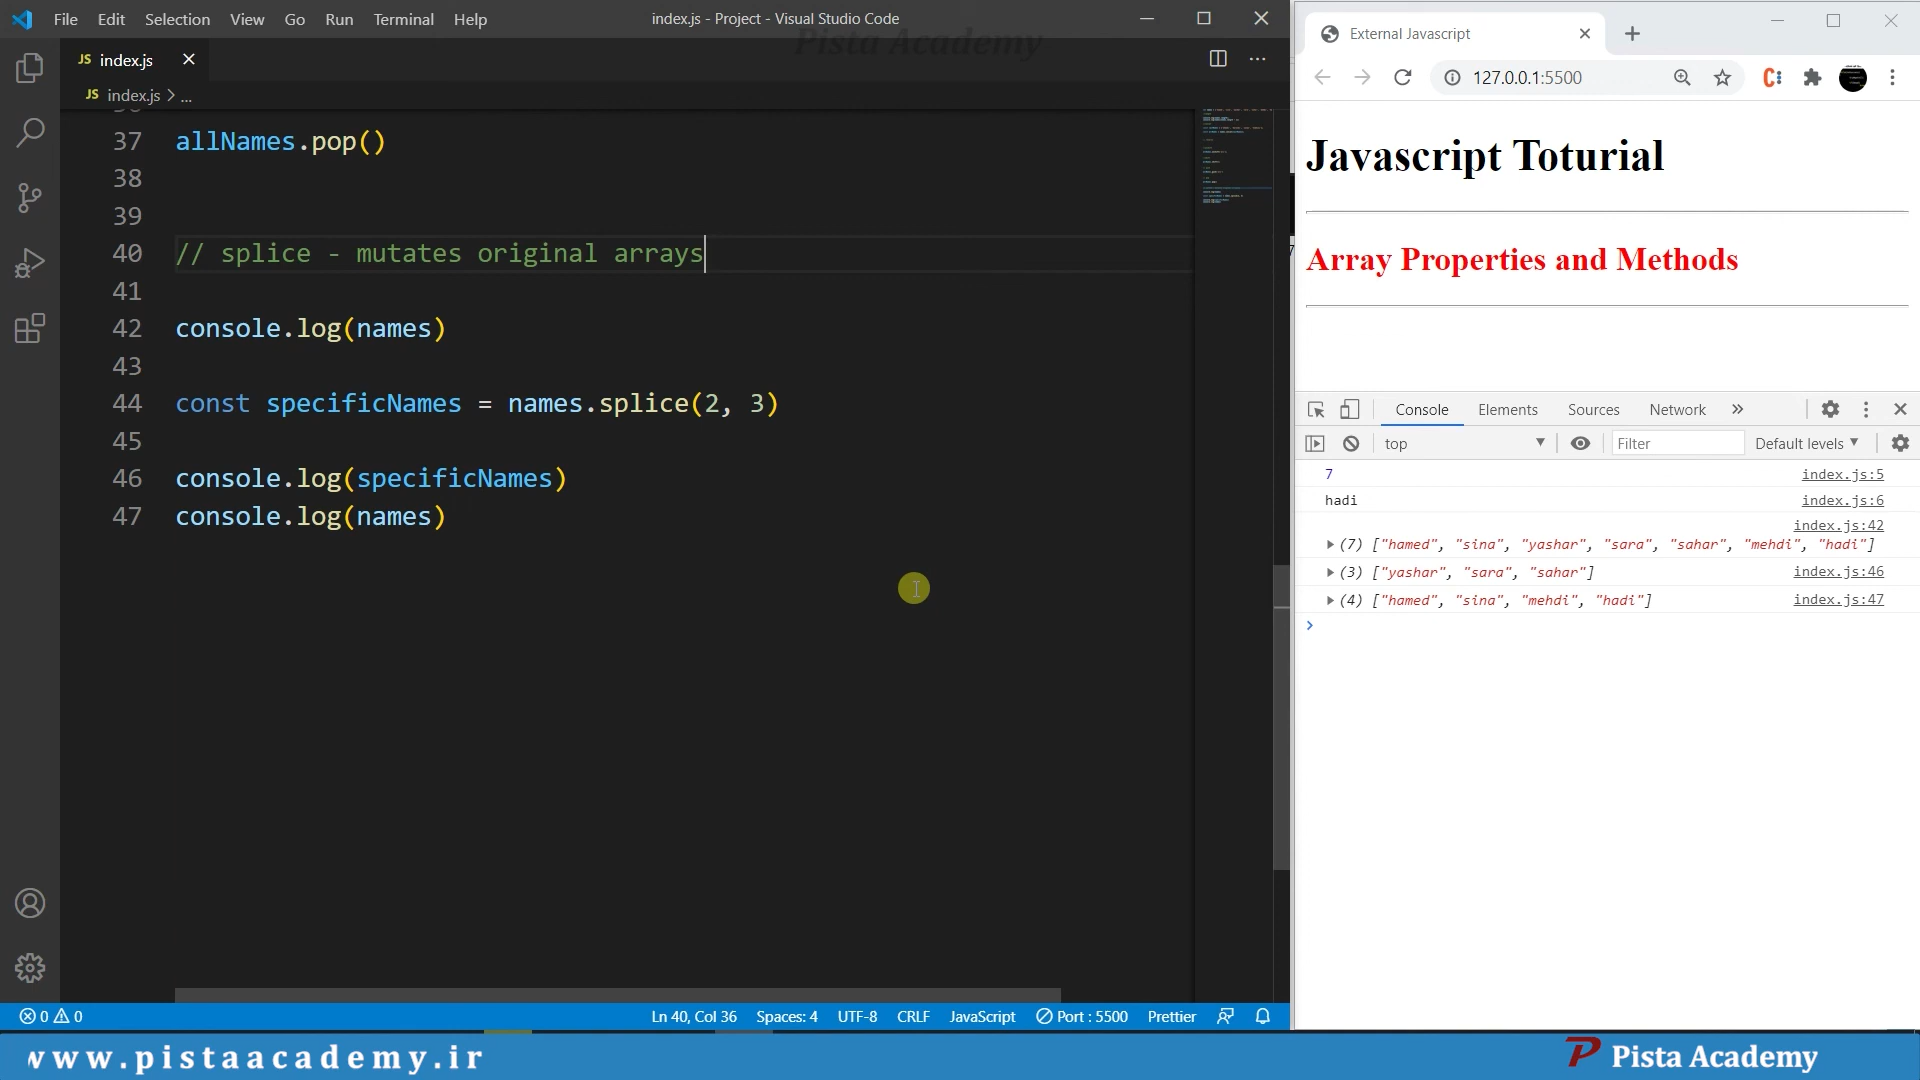 File Edit Selection View Go Run Terminal Help
index.js - Project - Visual Studio Code
Pista Academy
JS index.js
JS index.js > ...
37 allNames.pop()
38
39
40 // splice - mutates original arrays
41
42 console.log(names)
43
44 const specificNames = names.splice(2, 3)
45
46 console.log(specificNames)
47 console.log(names)
0 0
Ln 40, Col 36 Spaces: 4 UTF-8 CRLF JavaScript Port : 5500 Prettier
External Javascript
127.0.0.1:5500
Javascript Toturial
Array Properties and Methods
Console Elements Sources Network
top Filter Default levels
7 index.js:5
hadi index.js:6
index.js:42
(7) ["hamed", "sina", "yashar", "sara", "sahar", "mehdi", "hadi"]
(3) ["yashar", "sara", "sahar"] index.js:46
(4) ["hamed", "sina", "mehdi", "hadi"] index.js:47
www.pistaacademy.ir
Pista Academy